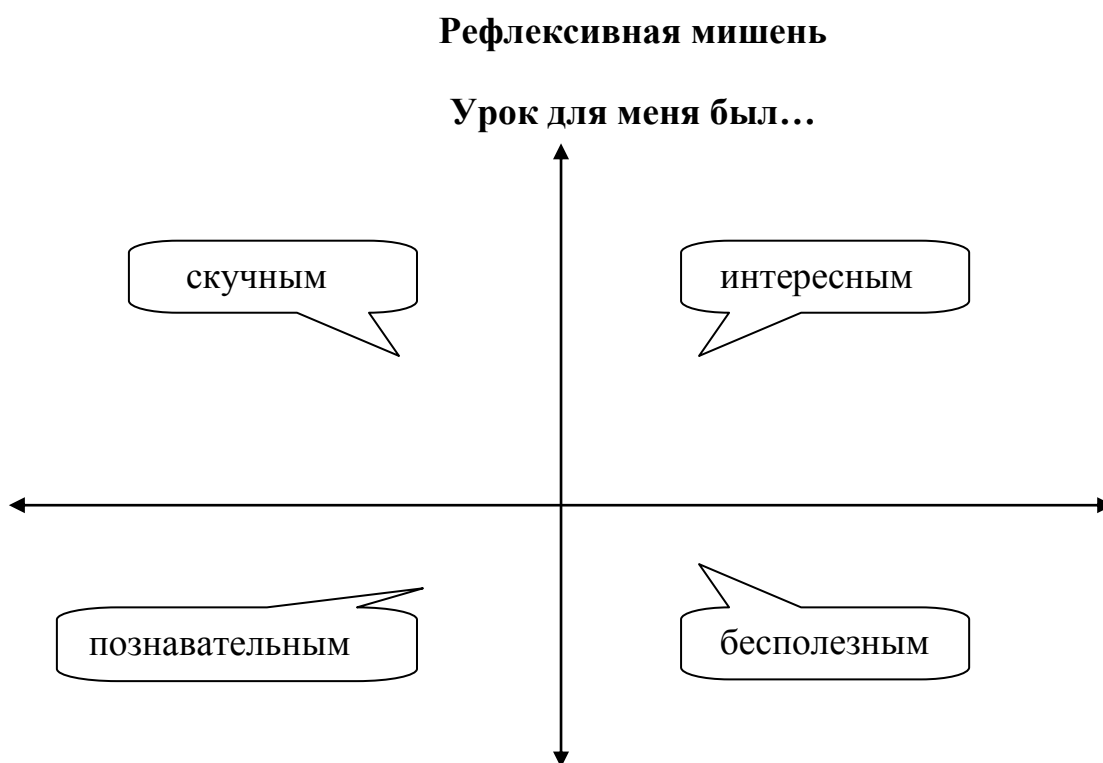 Рефлексивная мишень
Урок для меня был…
скучным
интересным
познавательным
бесполезным